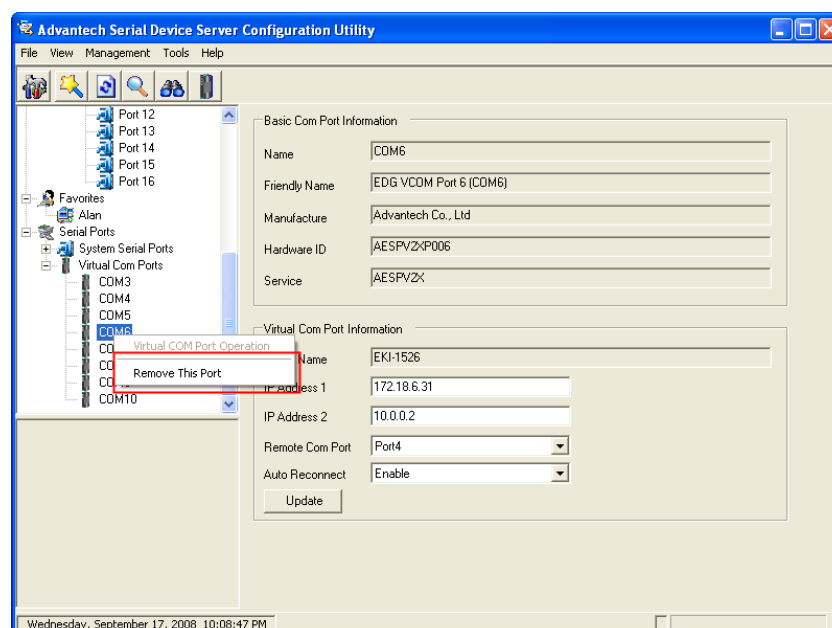 Advantech Serial Device Server Configuration Utility
File View Management Tools Help
Port 12
Port 13
Port 14
Port 15
Port 16
Favorites
Alan
Serial Ports
System Serial Ports
Virtual Com Ports
COM3
COM4
COM5
COM6
Virtual COM Port Operation
Remove This Port
COM10
Basic Com Port Information
Name COM6
Friendly Name EDG VCOM Port 6 (COM6)
Manufacture Advantech Co., Ltd
Hardware ID AESPV2XP006
Service AESPV2X
Virtual Com Port Information
Name EKI-1526
IP Address 1 172.18.6.31
IP Address 2 10.0.0.2
Remote Com Port Port4
Auto Reconnect Enable
Update
Wednesday, September 17, 2008 10:08:47 PM